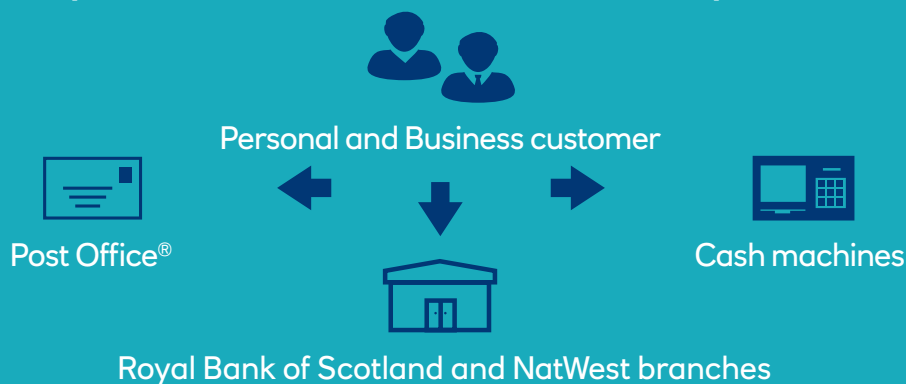 Personal and Business customer
Post Office®
Cash machines
Royal Bank of Scotland and NatWest branches